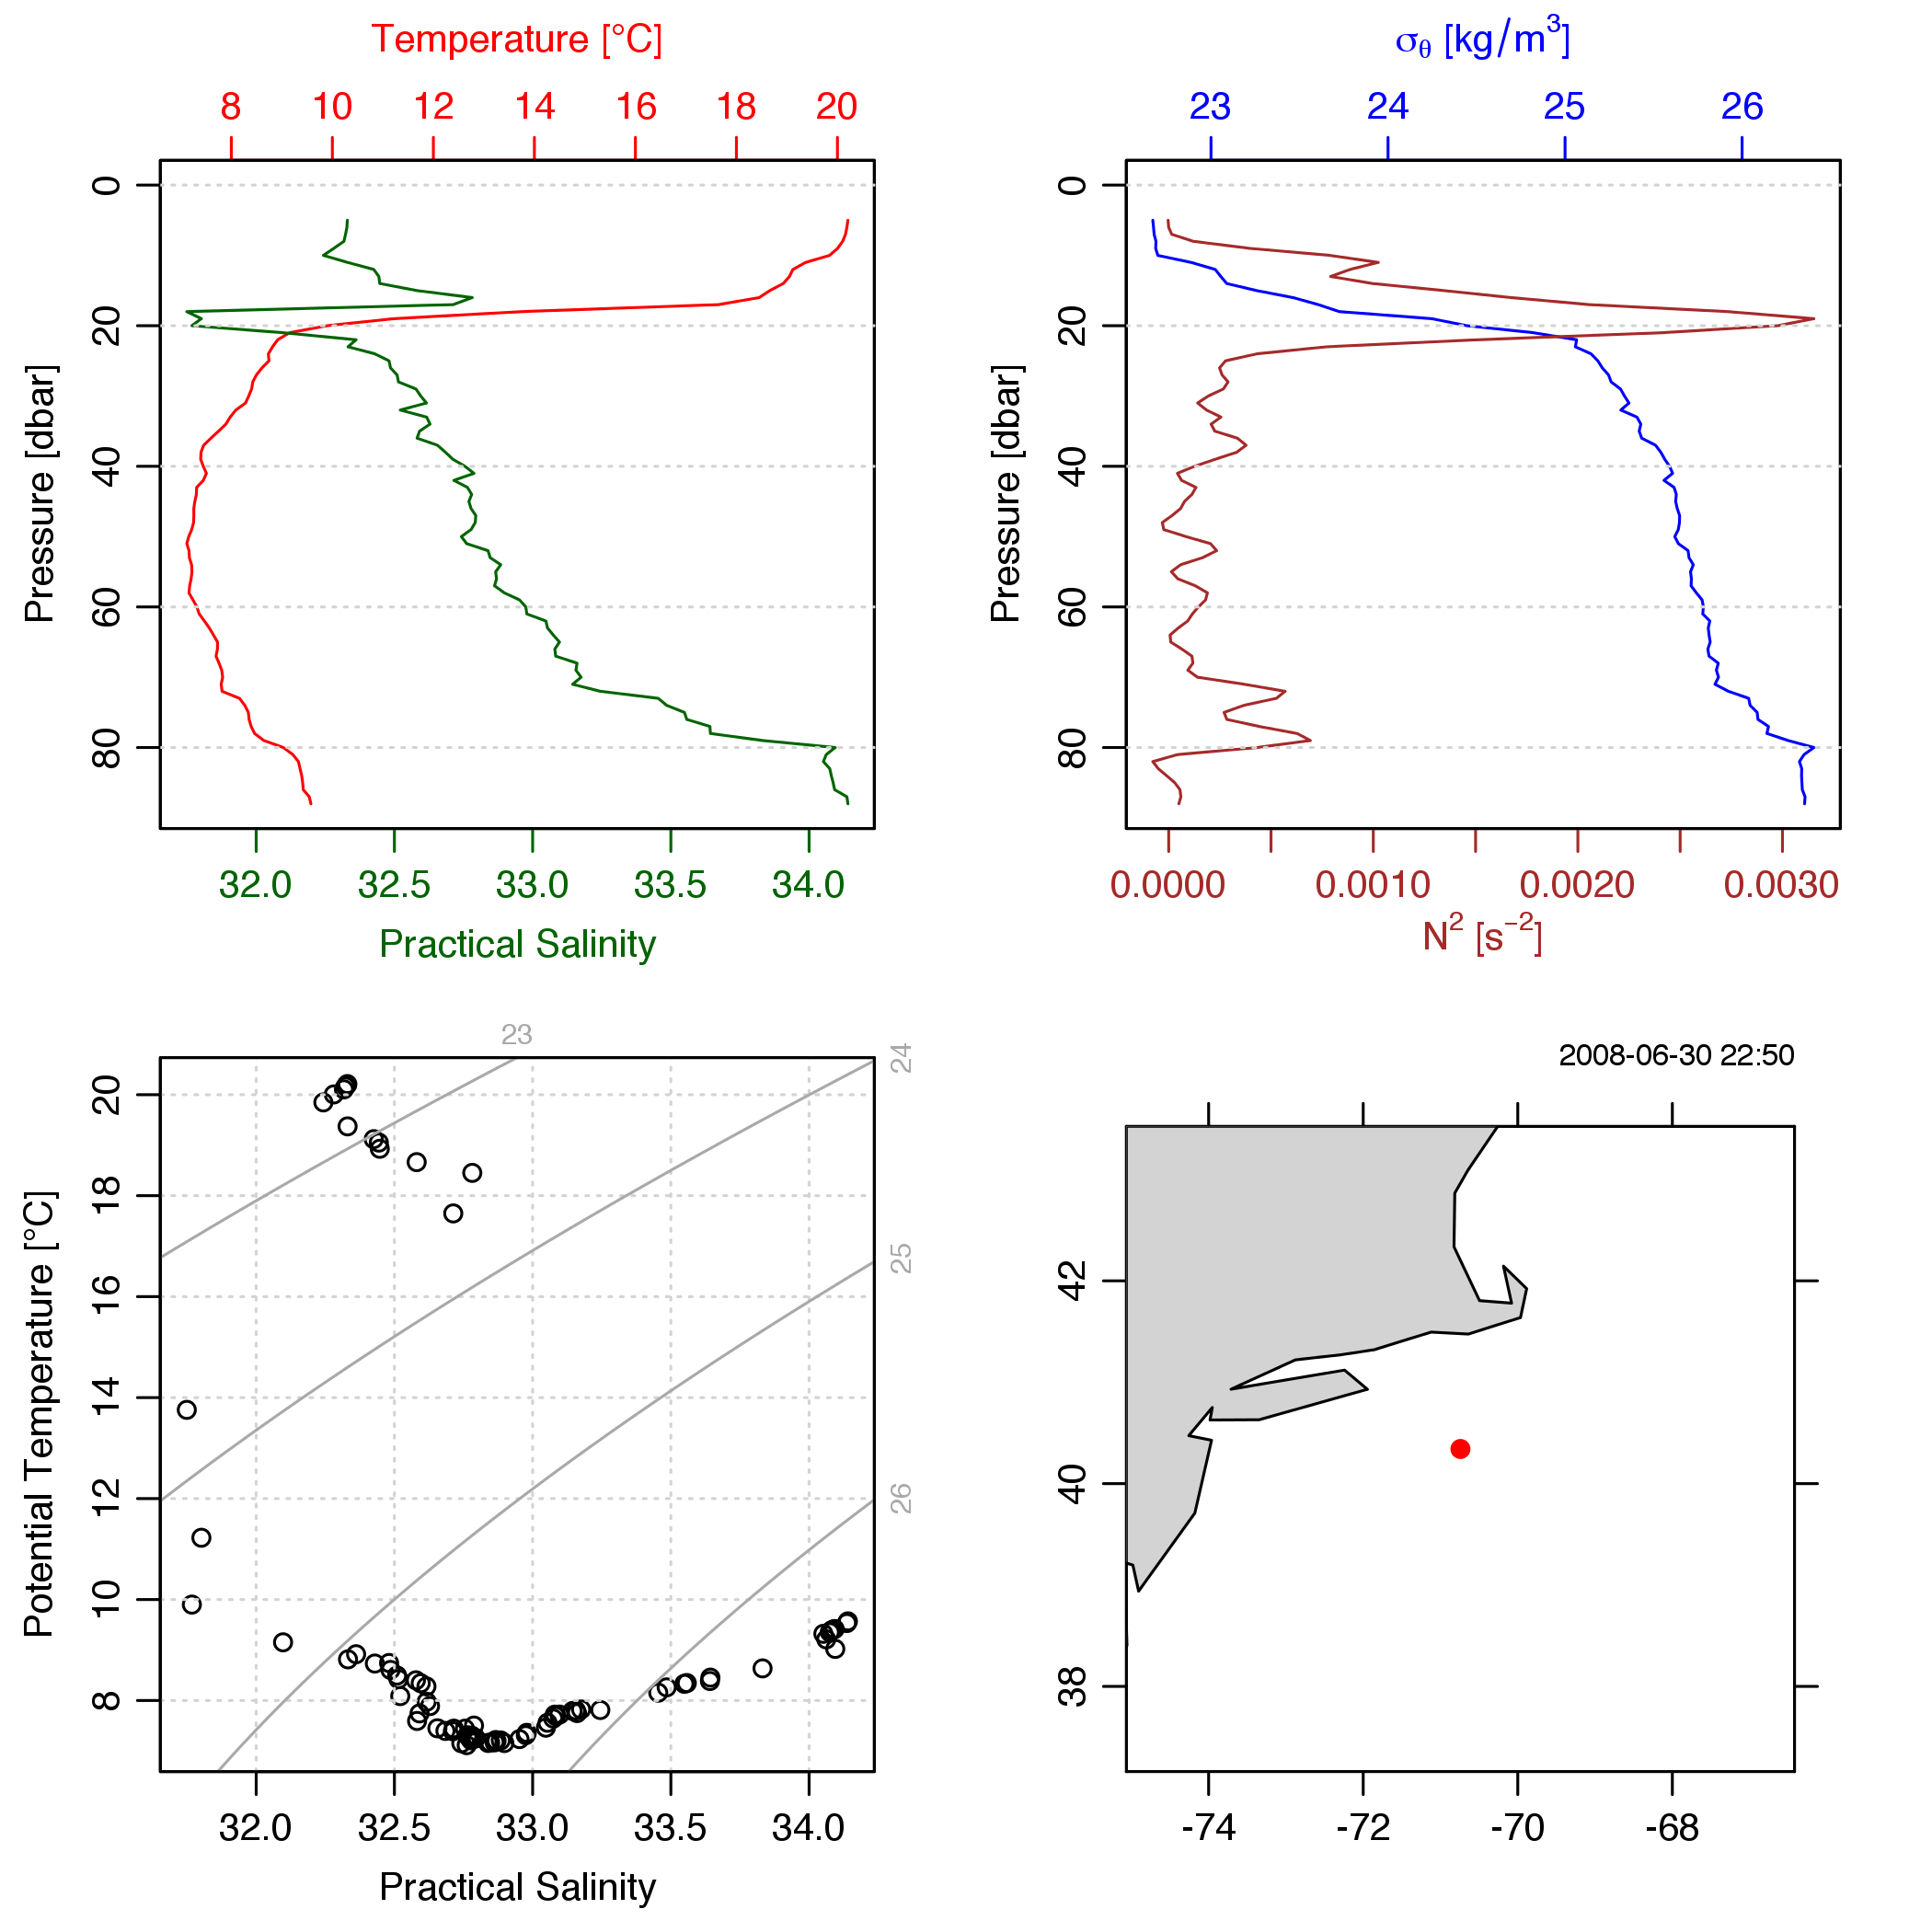 Temperature [°C]
8 10 12 14 16 18 20
0 20 40 60 80
Pressure [dbar]
32.0 32.5 33.0 33.5 34.0
Practical Salinity
σθ [kg/m³]
23 24 25 26
0 20 40 60 80
Pressure [dbar]
0.0000 0.0010 0.0020 0.0030
N² [s⁻²]
23
24
25
26
8 10 12 14 16 18 20
Potential Temperature [°C]
32.0 32.5 33.0 33.5 34.0
Practical Salinity
2008-06-30 22:50
38 40 42
-74 -72 -70 -68